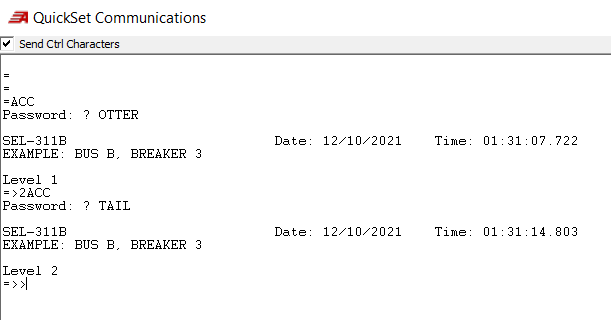 QuickSet Communications
Send Ctrl Characters
=
=
=ACC
Password: ? OTTER
SEL-311B Date: 12/10/2021 Time: 01:31:07.722
EXAMPLE: BUS B, BREAKER 3
Level 1
=>2ACC
Password: ? TAIL
SEL-311B Date: 12/10/2021 Time: 01:31:14.803
EXAMPLE: BUS B, BREAKER 3
Level 2
=>>